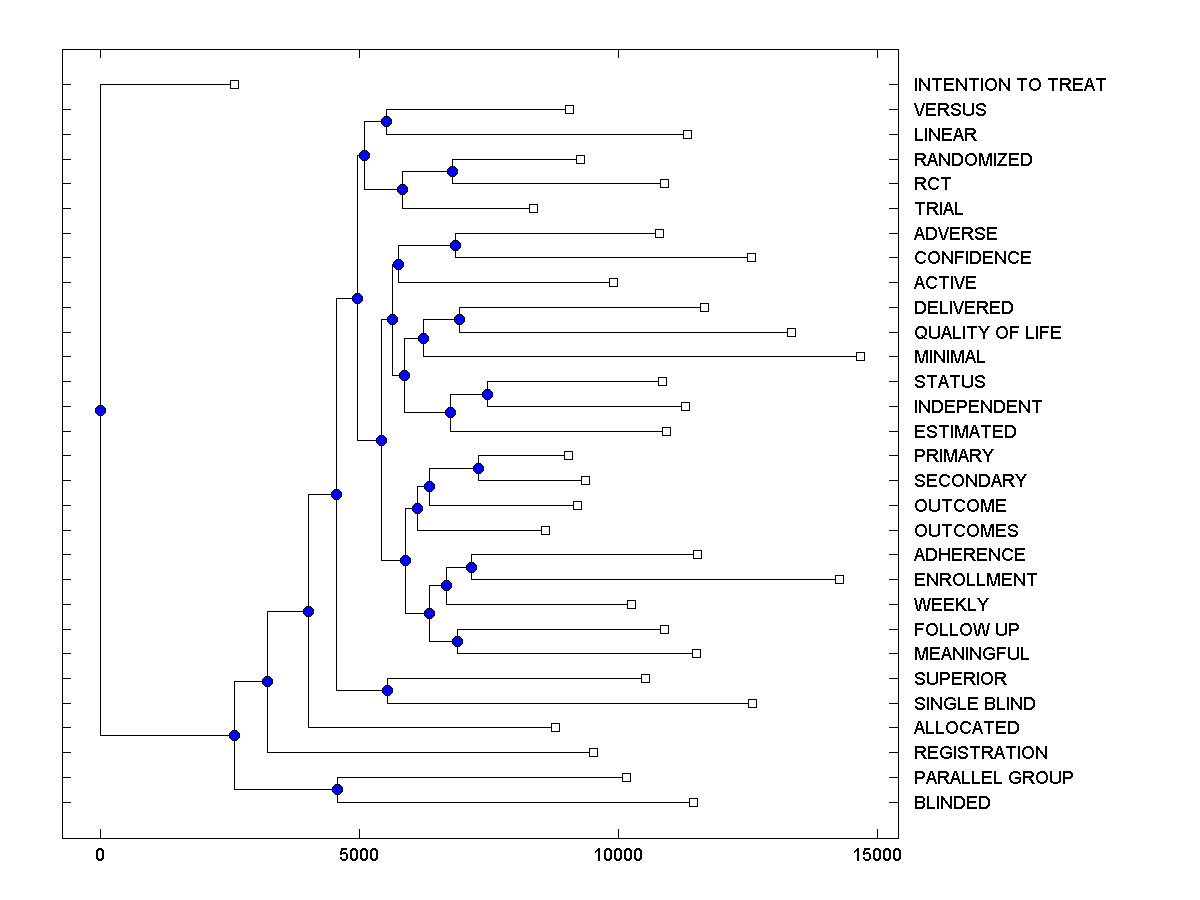 INTENTION TO TREAT
VERSUS
LINEAR
RANDOMIZED
RCT
TRIAL
ADVERSE
CONFIDENCE
ACTIVE
DELIVERED
QUALITY OF LIFE
MINIMAL
STATUS
INDEPENDENT
ESTIMATED
PRIMARY
SECONDARY
OUTCOME
OUTCOMES
ADHERENCE
ENROLLMENT
WEEKLY
FOLLOW UP
MEANINGFUL
SUPERIOR
SINGLE BLIND
ALLOCATED
REGISTRATION
PARALLEL GROUP
BLINDED
0 5000 10000 15000